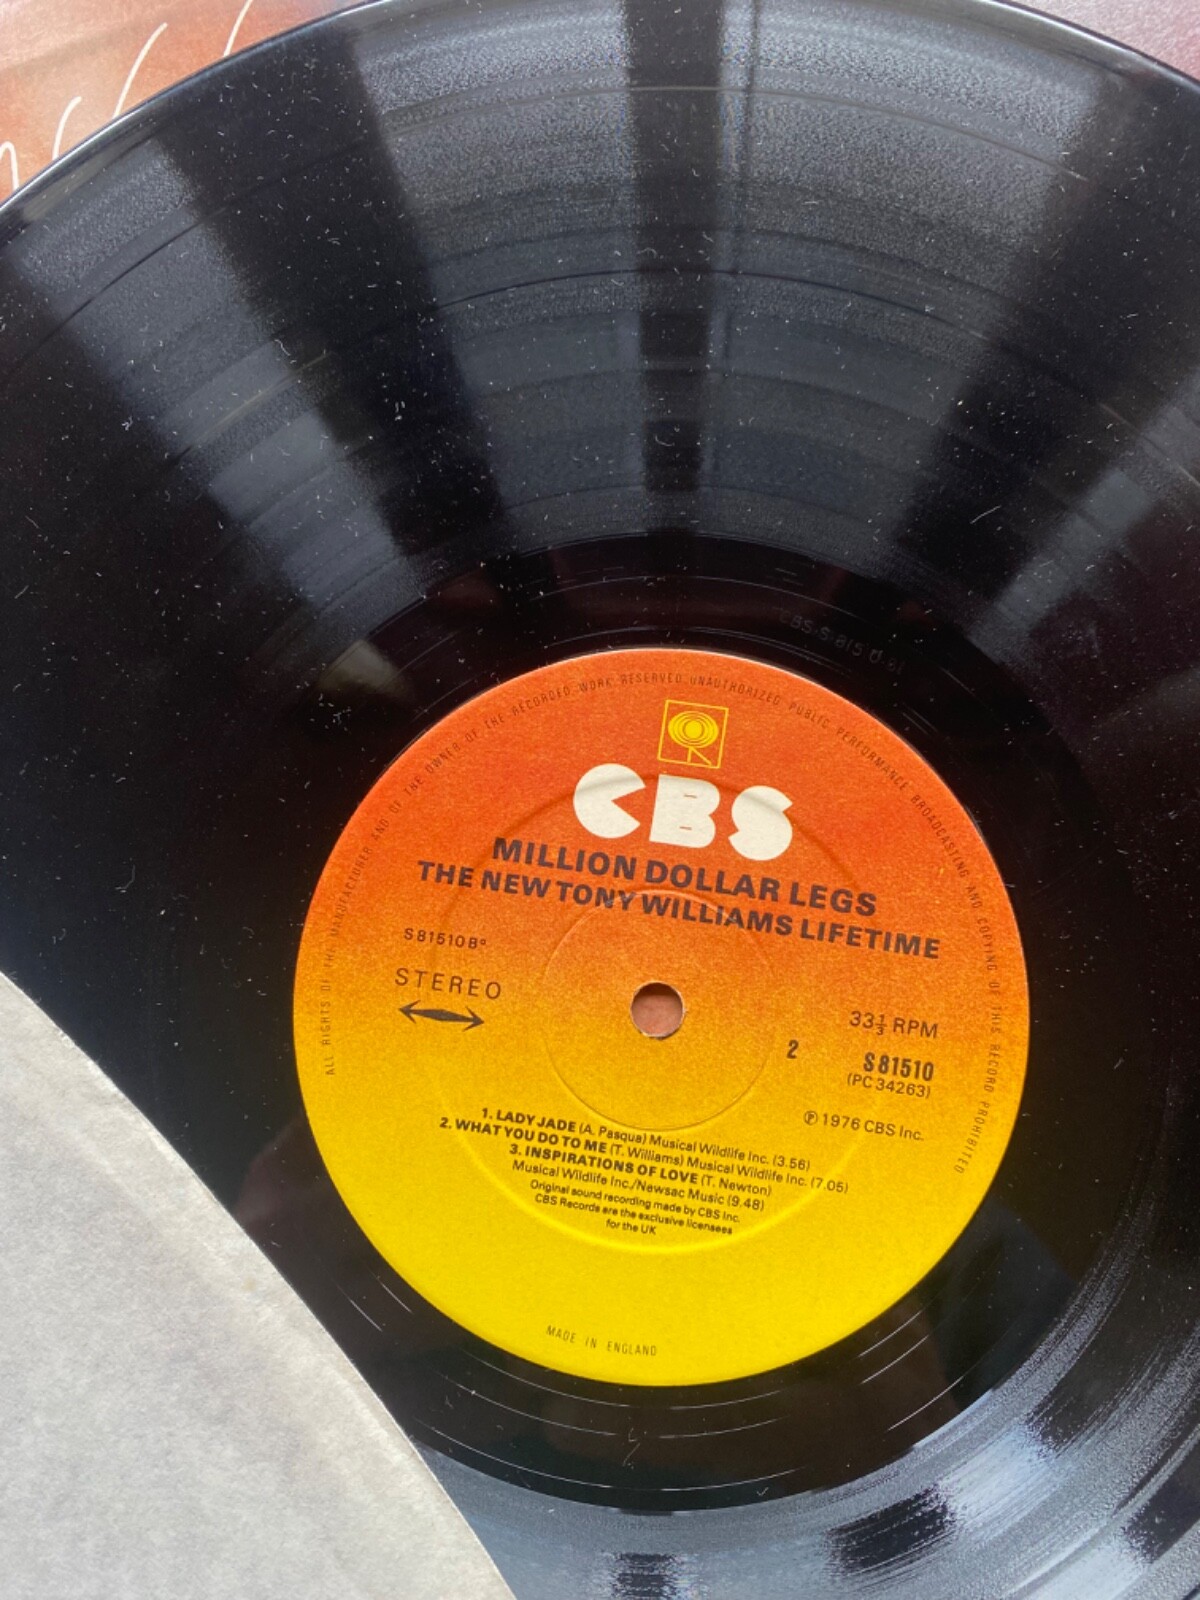 CBS-S-815
ALL RIGHTS OF THE MANUFACTURER AND OF THE OWNER OF THE RECORDED WORK RESERVED UNAUTHORIZED PUBLIC PERFORMANCE BROADCASTING AND COPYING OF THIS RECORD PROHIBITED
CBS
MILLION DOLLAR LEGS
THE NEW TONY WILLIAMS LIFETIME
S 81510 Bº
STEREO
33⅓ RPM
2
S 81510
(PC 34263)
℗ 1976 CBS Inc.
1. LADY JADE (A. Pasqua) Musical Wildlife Inc. (3.56)
2. WHAT YOU DO TO ME (T. Williams) Musical Wildlife Inc. (7.05)
3. INSPIRATIONS OF LOVE (T. Newton)
Musical Wildlife Inc./Newsac Music (9.48)
Original sound recording made by CBS Inc.
CBS Records are the exclusive licensees
for the UK
MADE IN ENGLAND